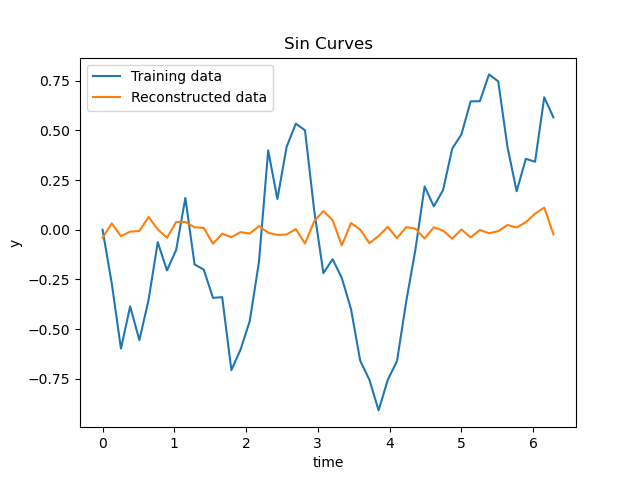 Sin Curves
Training data
Reconstructed data
0.75
0.50
0.25
0.00
−0.25
−0.50
−0.75
y
0 1 2 3 4 5 6
time